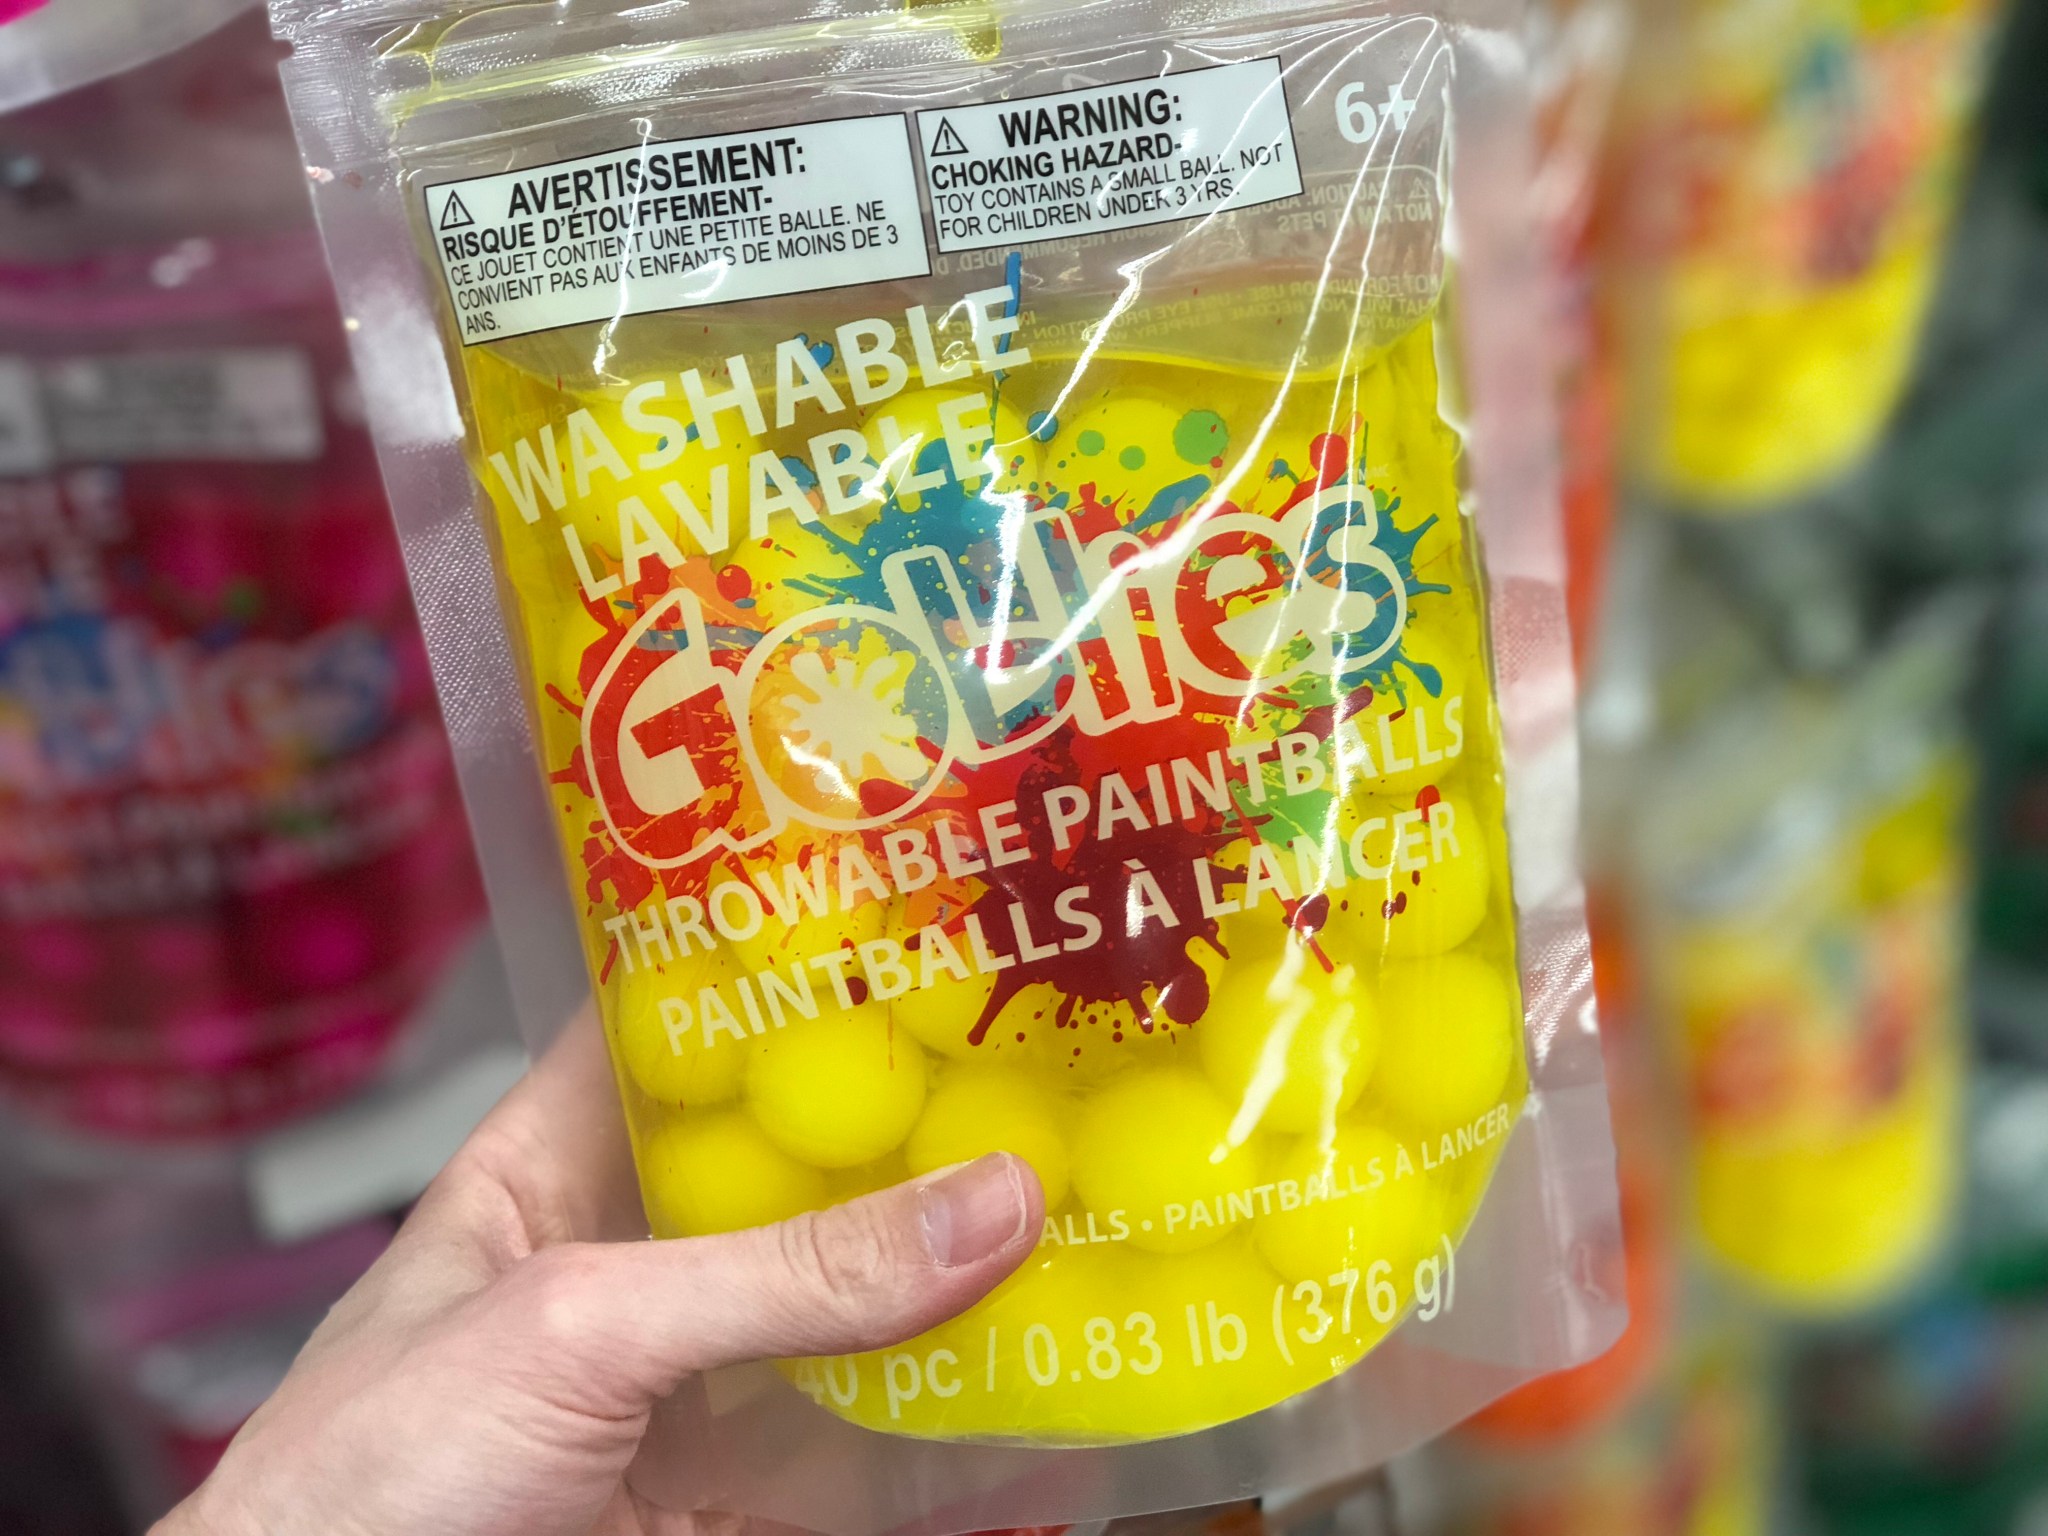 AVERTISSEMENT:
RISQUE D'ÉTOUFFEMENT-
CE JOUET CONTIENT UNE PETITE BALLE. NE
CONVIENT PAS AUX ENFANTS DE MOINS DE 3
ANS.
WARNING:
CHOKING HAZARD-
TOY CONTAINS A SMALL BALL. NOT
FOR CHILDREN UNDER 3 YRS.
6+
WASHABLE
LAVABLE
GoBlies
THROWABLE PAINTBALLS
PAINTBALLS À LANCER
ALLS • PAINTBALLS À LANCER
40 pc / 0.83 lb (376 g)